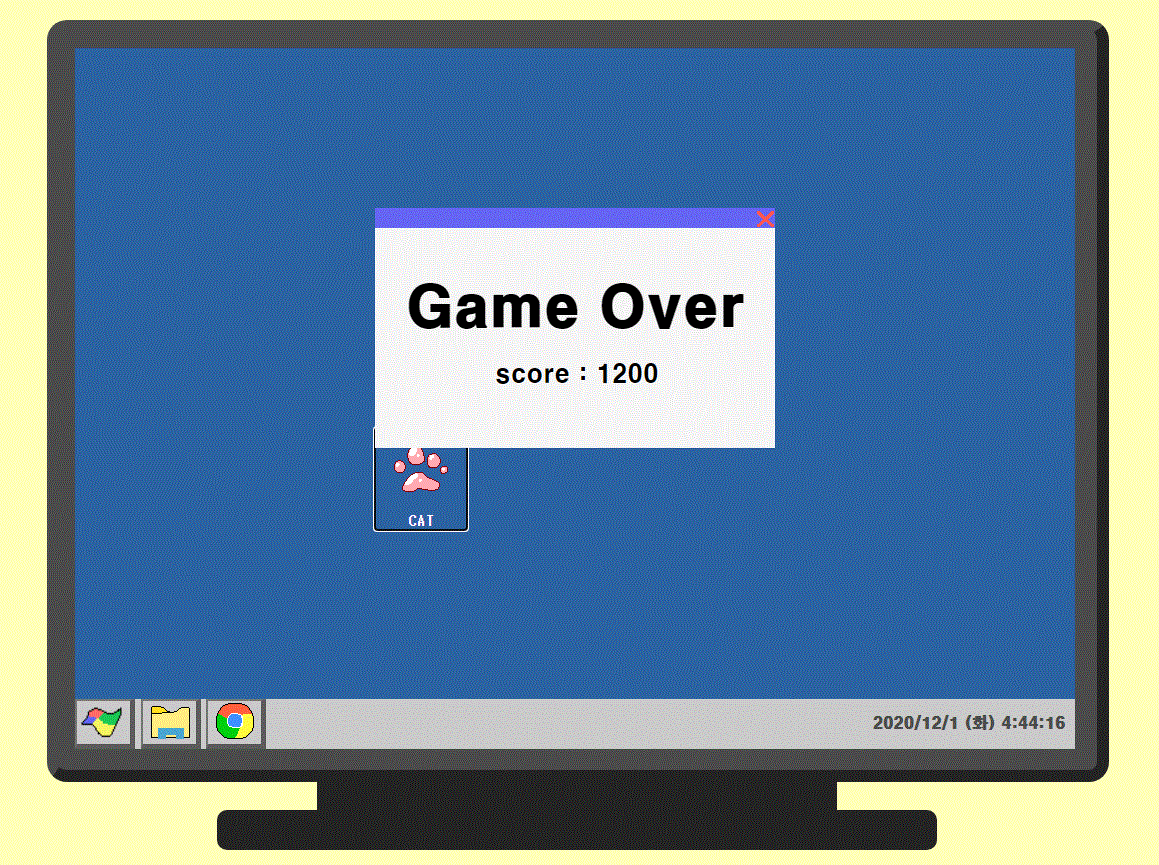 Game Over
score : 1200
CAT
2020/12/1 (화) 4:44:16